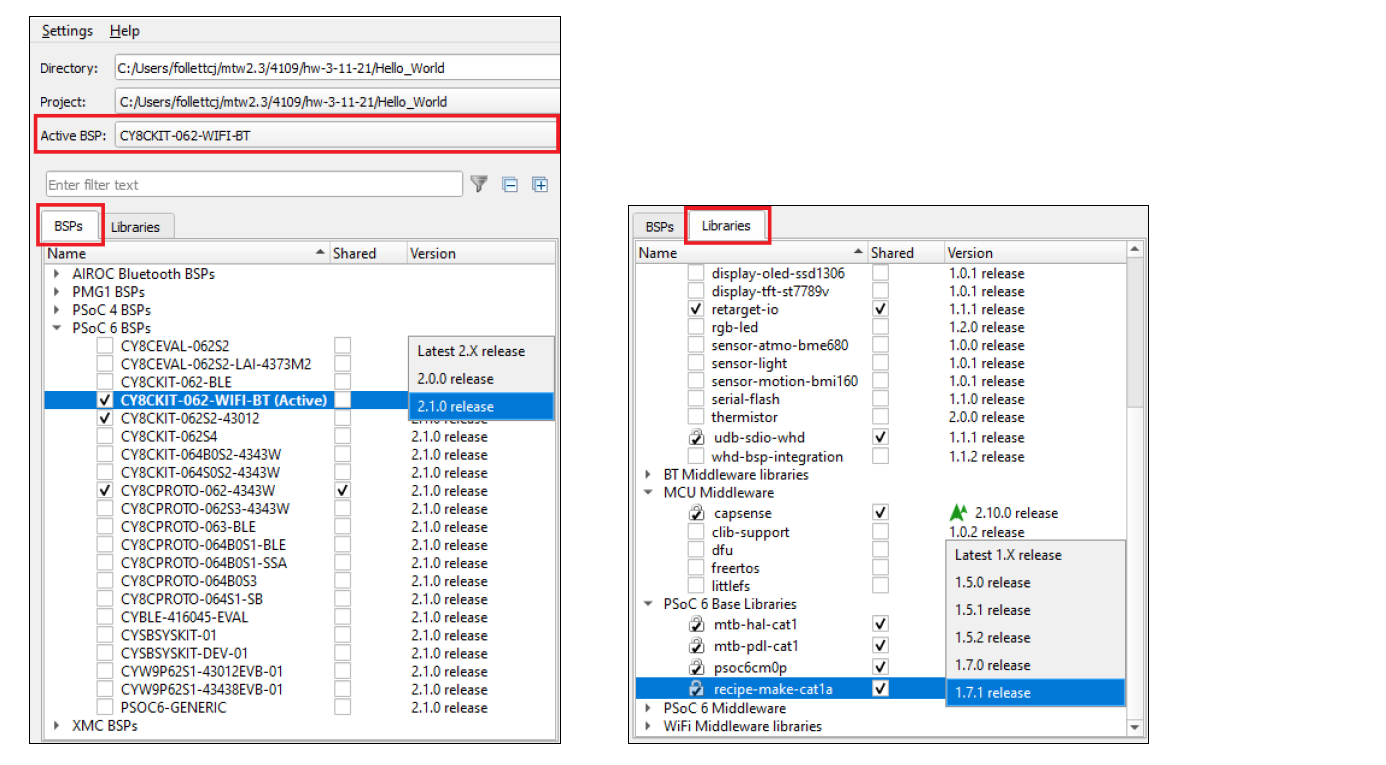 Settings Help
Directory: C:/Users/follettcj/mtw2.3/4109/hw-3-11-21/Hello_World
Project: C:/Users/follettcj/mtw2.3/4109/hw-3-11-21/Hello_World
Active BSP: CY8CKIT-062-WIFI-BT
Enter filter text
BSPs Libraries
Name Shared Version
AIROC Bluetooth BSPs
PMG1 BSPs
PSoC 4 BSPs
PSoC 6 BSPs
CY8CEVAL-062S2
Latest 2.X release
CY8CEVAL-062S2-LAI-4373M2
CY8CKIT-062-BLE 2.0.0 release
CY8CKIT-062-WIFI-BT (Active) 2.1.0 release
CY8CKIT-062S2-43012
CY8CKIT-062S4 2.1.0 release
CY8CKIT-064B0S2-4343W 2.1.0 release
CY8CKIT-064S0S2-4343W 2.1.0 release
CY8CPROTO-062-4343W 2.1.0 release
CY8CPROTO-062S3-4343W 2.1.0 release
CY8CPROTO-063-BLE 2.1.0 release
CY8CPROTO-064B0S1-BLE 2.1.0 release
CY8CPROTO-064B0S1-SSA 2.1.0 release
CY8CPROTO-064B0S3 2.1.0 release
CY8CPROTO-064S1-SB 2.1.0 release
CYBLE-416045-EVAL 2.1.0 release
CYSBSYSKIT-01 2.1.0 release
CYSBSYSKIT-DEV-01 2.1.0 release
CYW9P62S1-43012EVB-01 2.1.0 release
CYW9P62S1-43438EVB-01 2.1.0 release
PSOC6-GENERIC 2.1.0 release
XMC BSPs
BSPs Libraries
Name Shared Version
display-oled-ssd1306 1.0.1 release
display-tft-st7789v 1.0.1 release
retarget-io 1.1.1 release
rgb-led 1.2.0 release
sensor-atmo-bme680 1.0.0 release
sensor-light 1.0.1 release
sensor-motion-bmi160 1.0.1 release
serial-flash 1.1.0 release
thermistor 2.0.0 release
udb-sdio-whd 1.1.1 release
whd-bsp-integration 1.1.2 release
BT Middleware libraries
MCU Middleware
capsense 2.10.0 release
clib-support 1.0.2 release
dfu Latest 1.X release
freertos
littlefs 1.5.0 release
PSoC 6 Base Libraries 1.5.1 release
mtb-hal-cat1
mtb-pdl-cat1 1.5.2 release
psoc6cm0p 1.7.0 release
recipe-make-cat1a 1.7.1 release
PSoC 6 Middleware
WiFi Middleware libraries